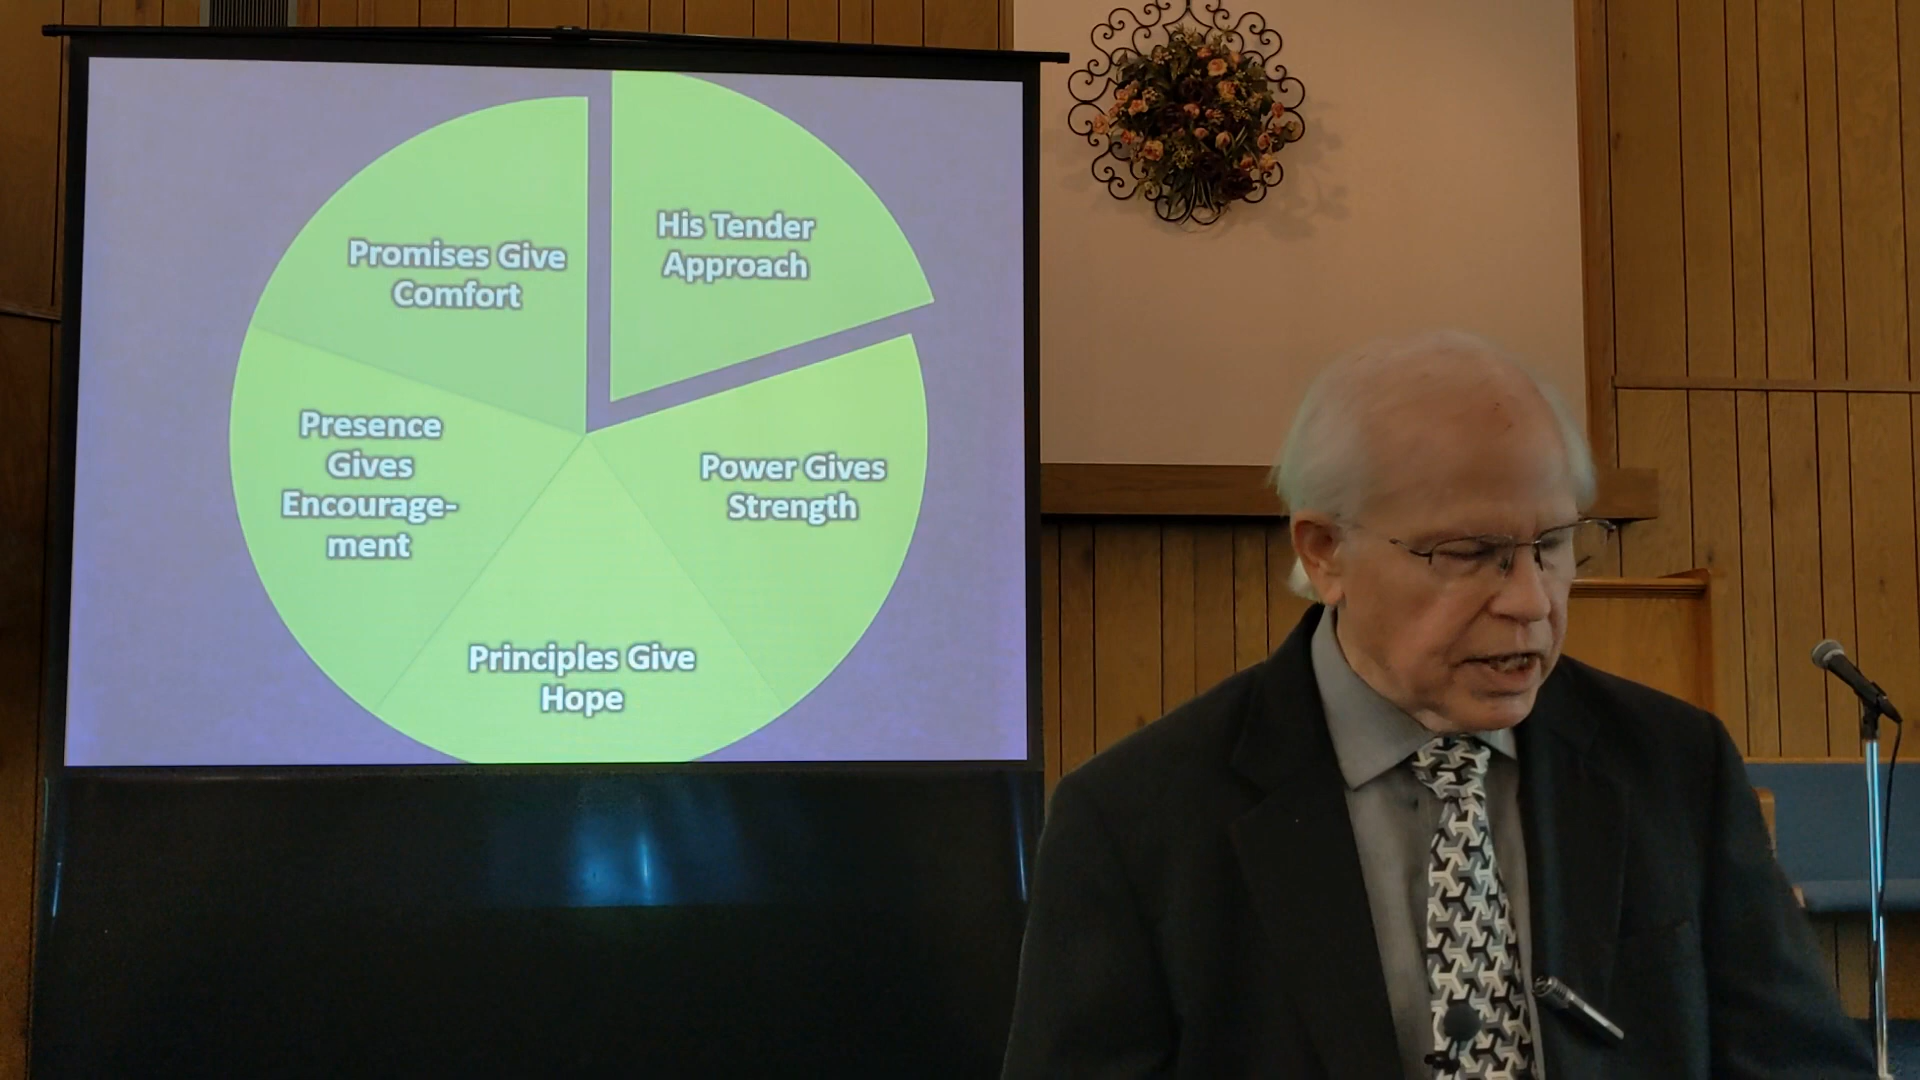 His Tender
Approach
Promises Give
Comfort
Presence
Gives
Encourage-
ment
Power Gives
Strength
Principles Give
Hope